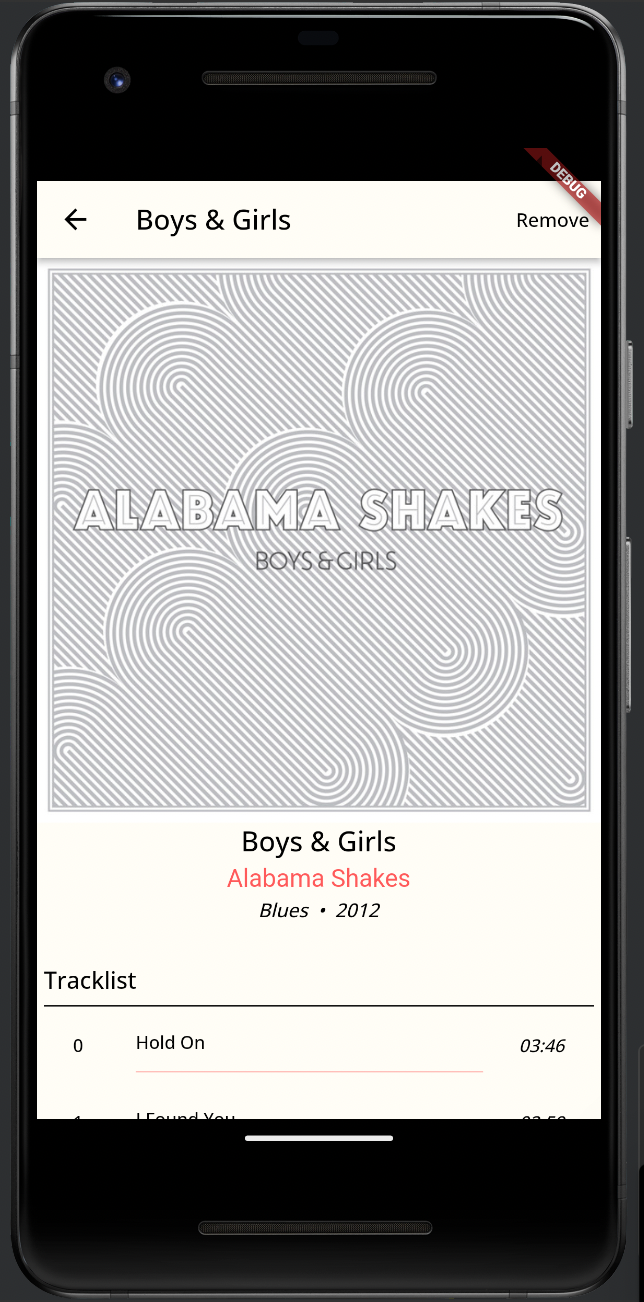 DEBUG
Boys & Girls
Remove
ALABAMA SHAKES
BOYS & GIRLS
Boys & Girls
Alabama Shakes
Blues • 2012
Tracklist
0 Hold On 03:46
1 I Found You